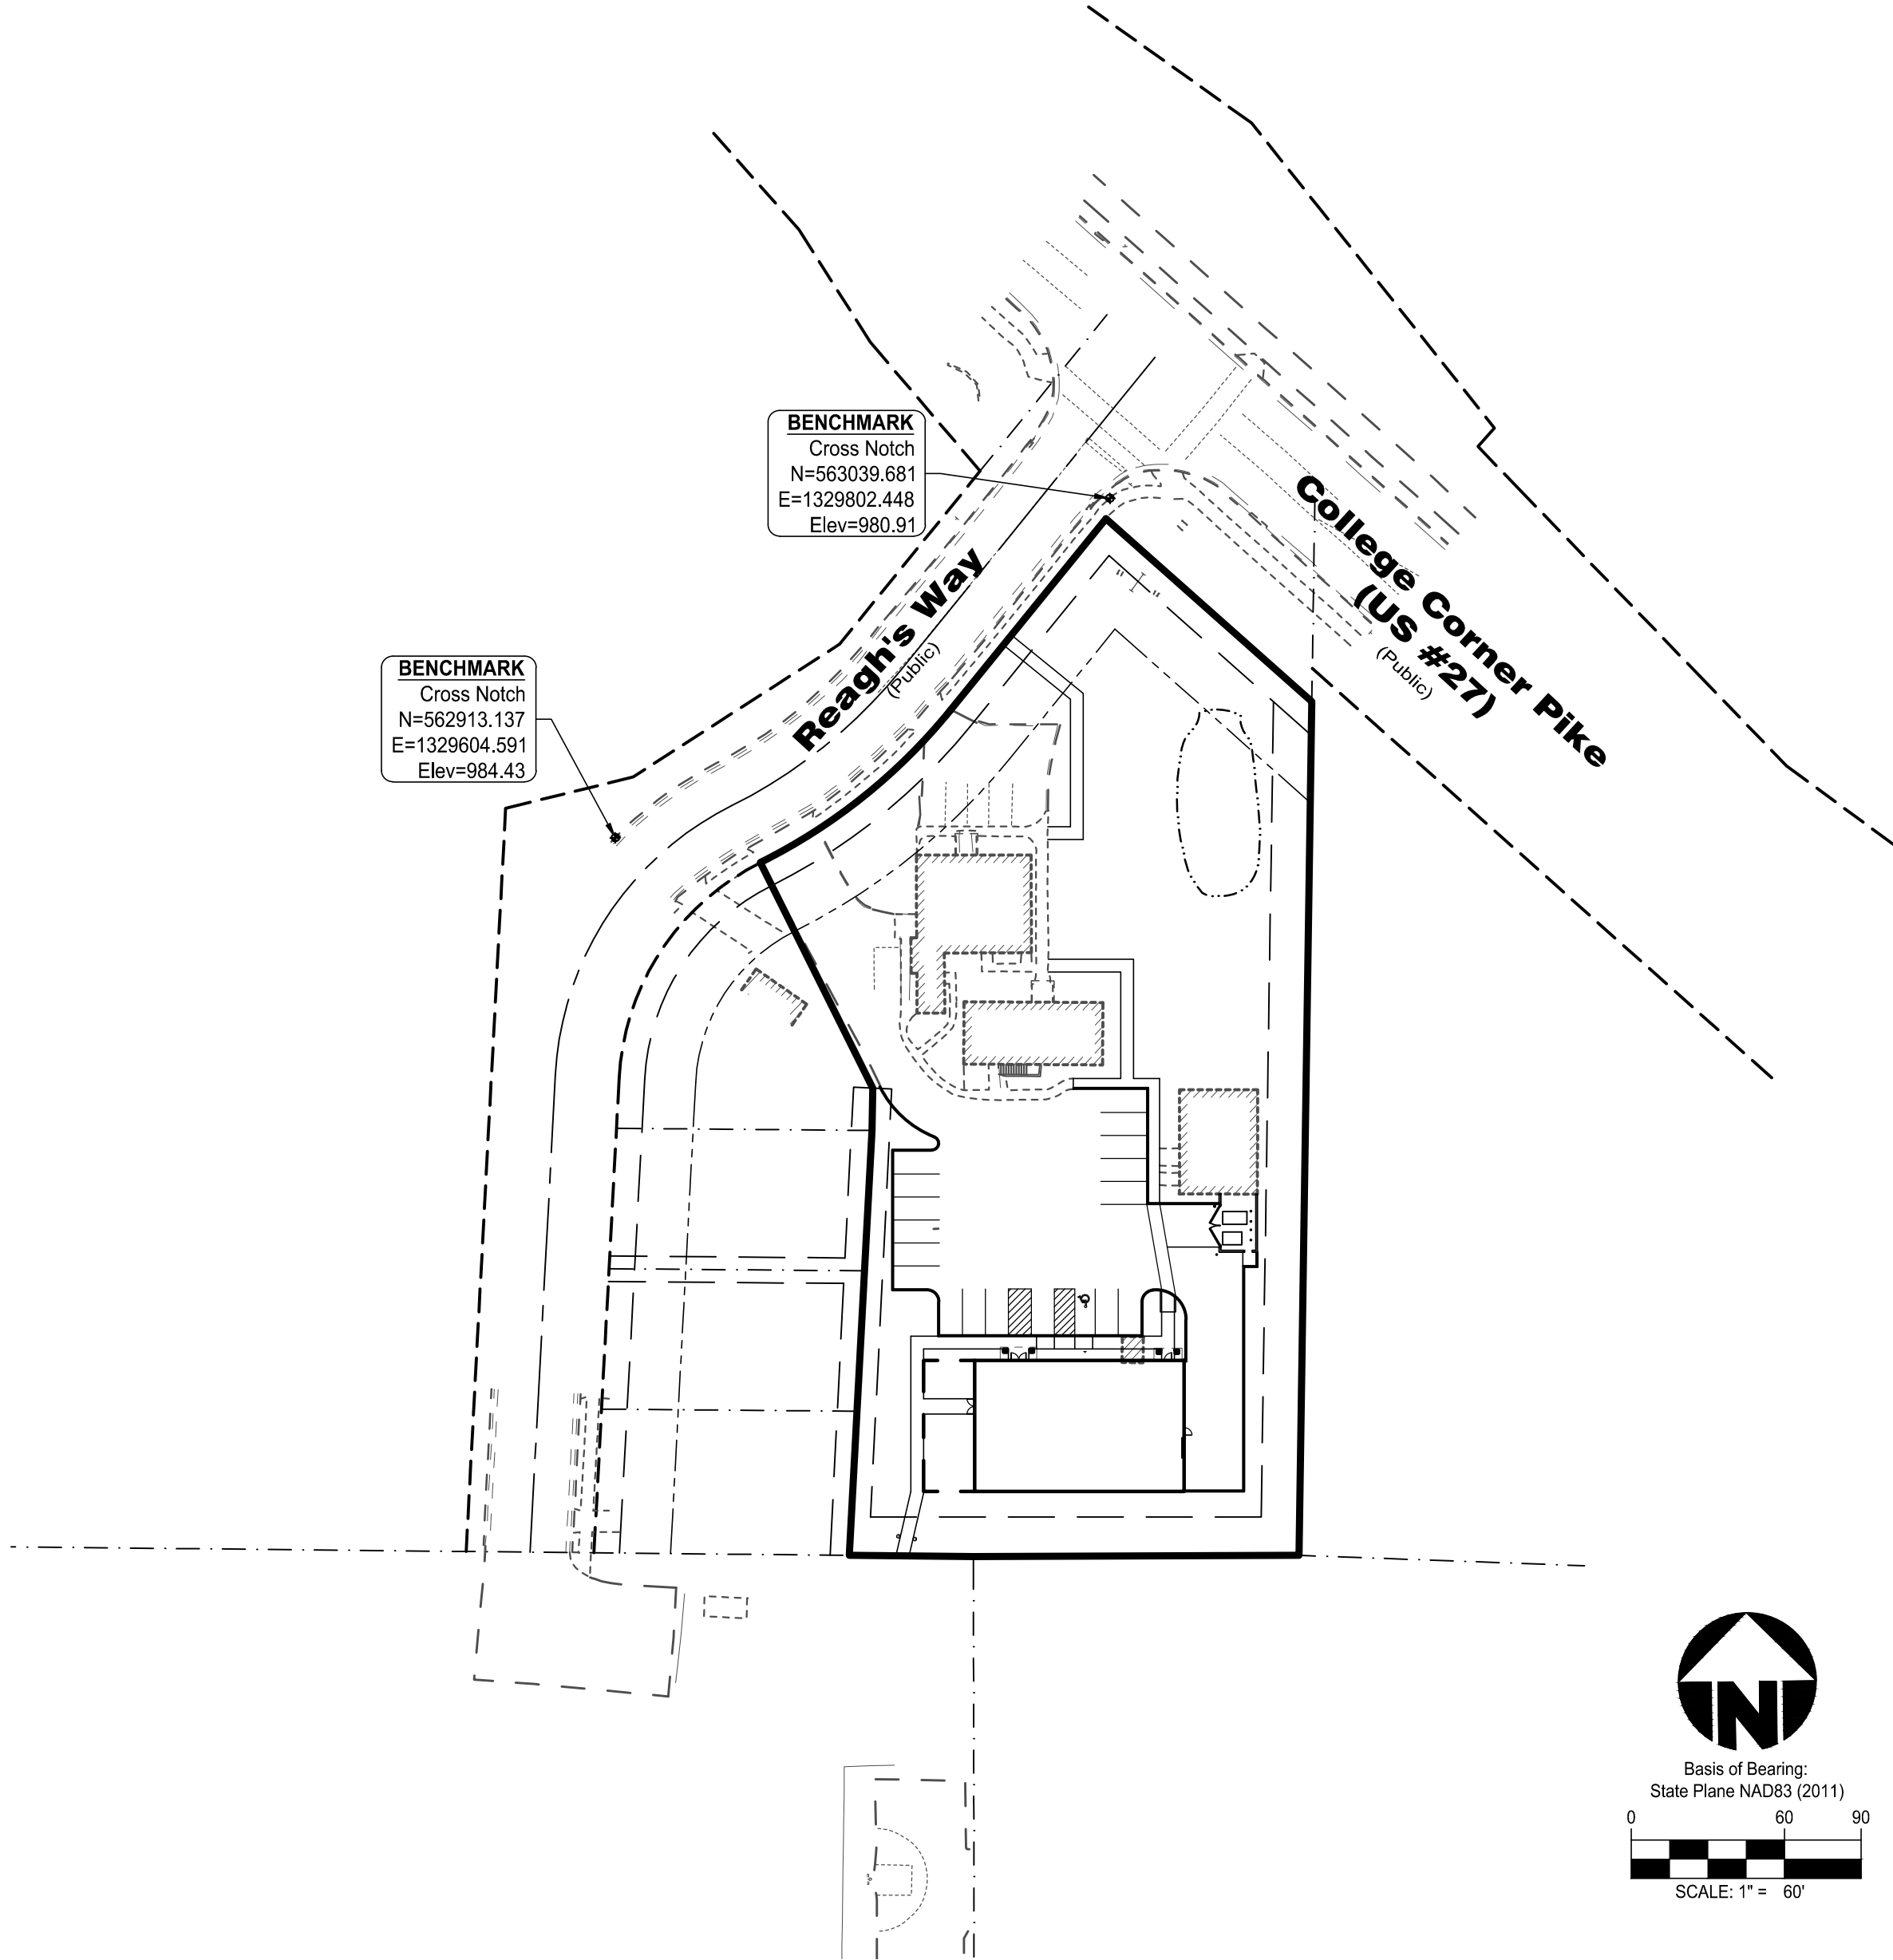 BENCHMARK
Cross Notch
N=563039.681
E=1329802.448
Elev=980.91
BENCHMARK
Cross Notch
N=562913.137
E=1329604.591
Elev=984.43
Reagh's Way
(Public)
College Corner Pike
(US #27)
(Public)
N
Basis of Bearing:
State Plane NAD83 (2011)
0 60 90
SCALE: 1" = 60'